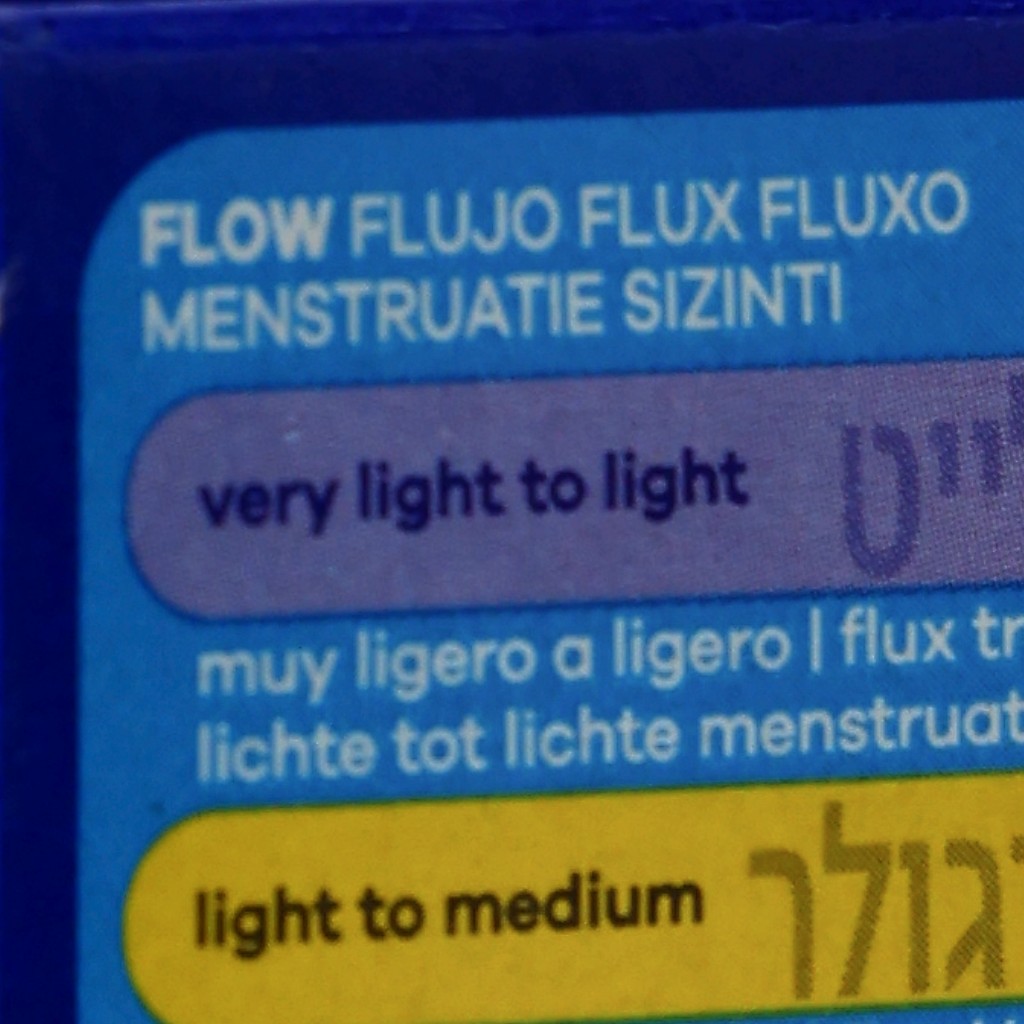 FLOW FLUJO FLUX FLUXO
MENSTRUATIE SIZINTI
very light to light
muy ligero a ligero | flux
lichte tot lichte
light to medium